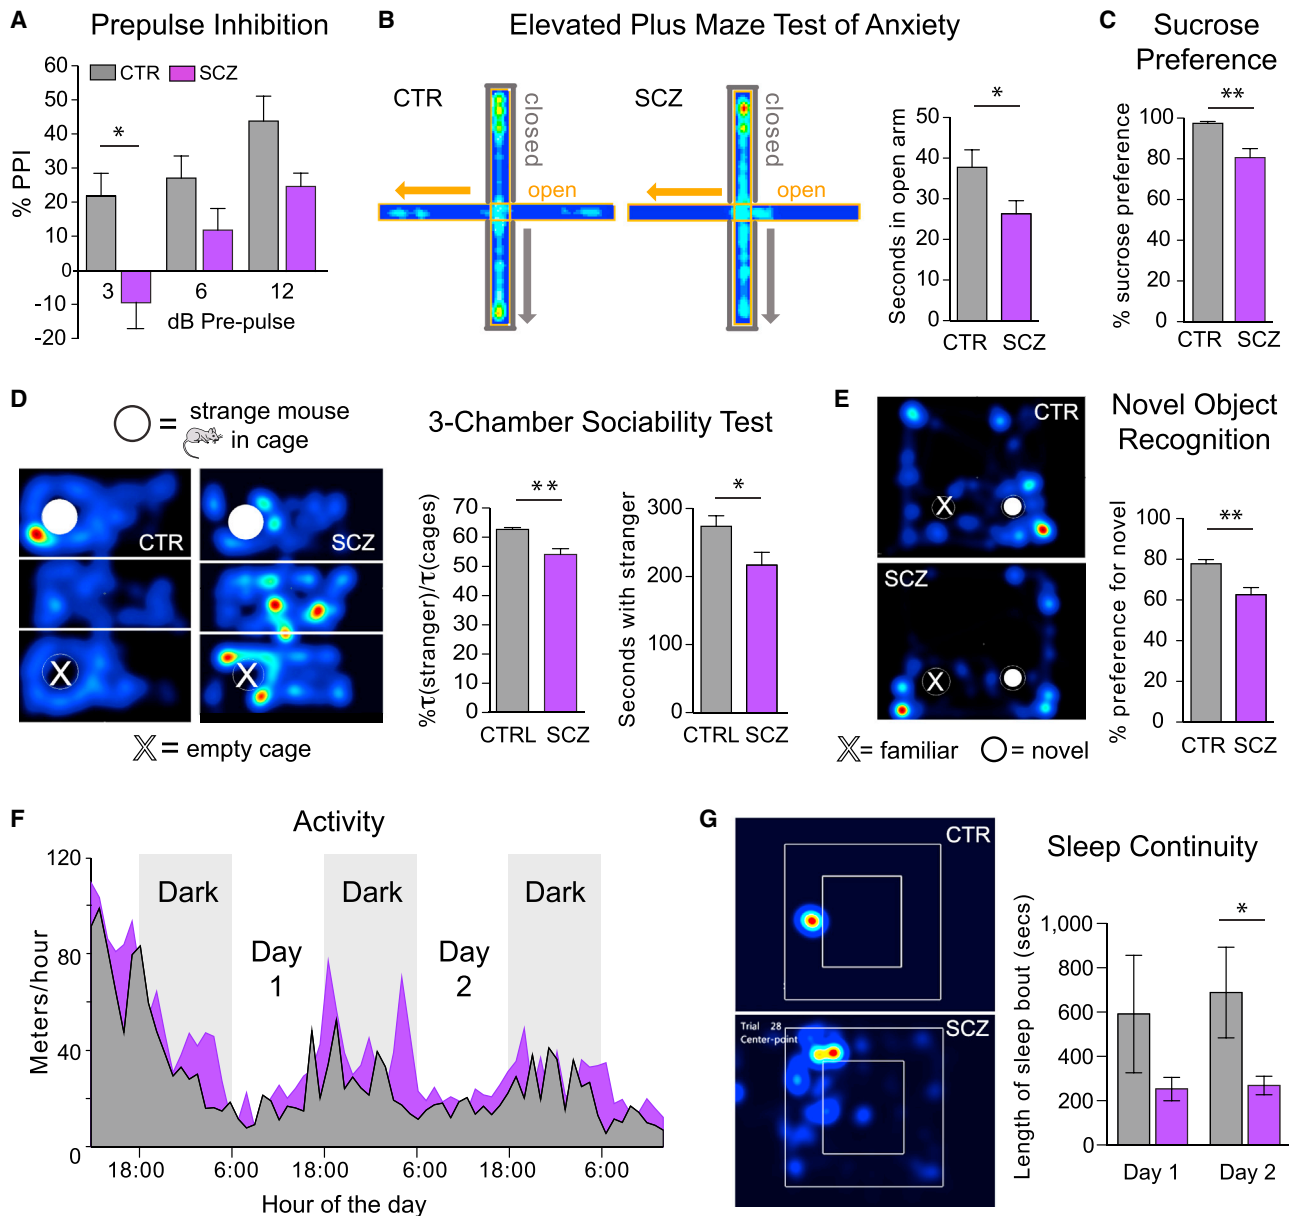 A
Prepulse Inhibition
CTR
SCZ
% PPI
60
50
40
30
20
10
0
-10
-20
*
3
6
12
dB Pre-pulse
B
Elevated Plus Maze Test of Anxiety
CTR
closed
open
SCZ
closed
open
Seconds in open arm
50
40
30
20
10
0
*
CTR SCZ
C
Sucrose
Preference
% sucrose preference
100
80
60
40
20
0
**
CTR SCZ
D
= strange mouse
in cage
CTR
X
SCZ
X
X = empty cage
3-Chamber Sociability Test
%τ(stranger)/τ(cages)
70
60
50
40
30
20
10
0
**
CTRL SCZ
Seconds with stranger
300
200
100
0
*
CTRL SCZ
E
CTR
X
SCZ
X
X= familiar
= novel
Novel Object
Recognition
% preference for novel
100
80
60
40
20
0
**
CTR SCZ
F
Activity
Meters/hour
120
80
40
0
Dark
Day
1
Dark
Day
2
Dark
18:00
6:00
18:00
6:00
18:00
6:00
Hour of the day
G
CTR
Trial 28
Center-point
SCZ
Sleep Continuity
Length of sleep bout (secs)
1,000
800
600
400
200
0
*
Day 1
Day 2